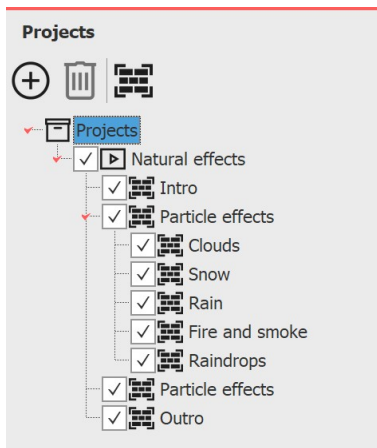 Projects
Projects
Natural effects
Intro
Particle effects
Clouds
Snow
Rain
Fire and smoke
Raindrops
Particle effects
Outro